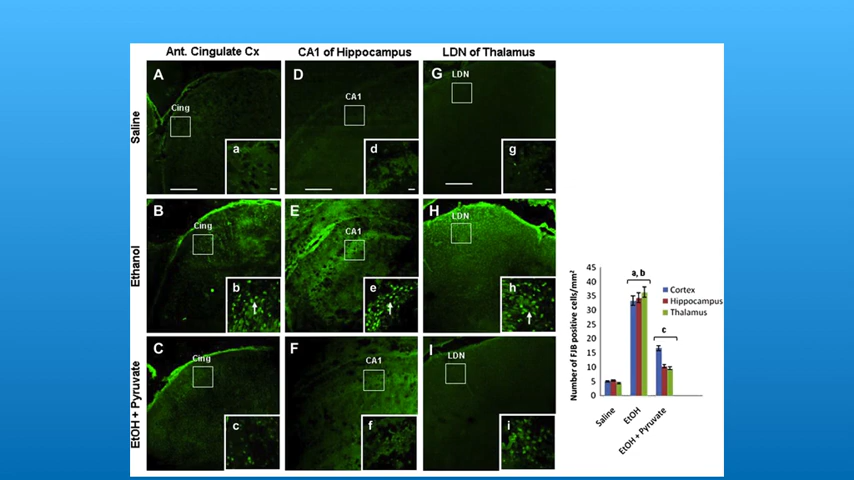 Ant. Cingulate Cx CA1 of Hippocampus LDN of Thalamus
Saline
A Cing a
D CA1 d
G LDN g
Ethanol
B Cing b
E CA1 e
H LDN h
EtOH + Pyruvate
C Cing c
F CA1 f
I LDN i
Number of FJB positive cells/mm²
45
40
35
30
25
20
15
10
5
0
a, b
c
Cortex
Hippocampus
Thalamus
Saline
EtOH
EtOH + Pyruvate